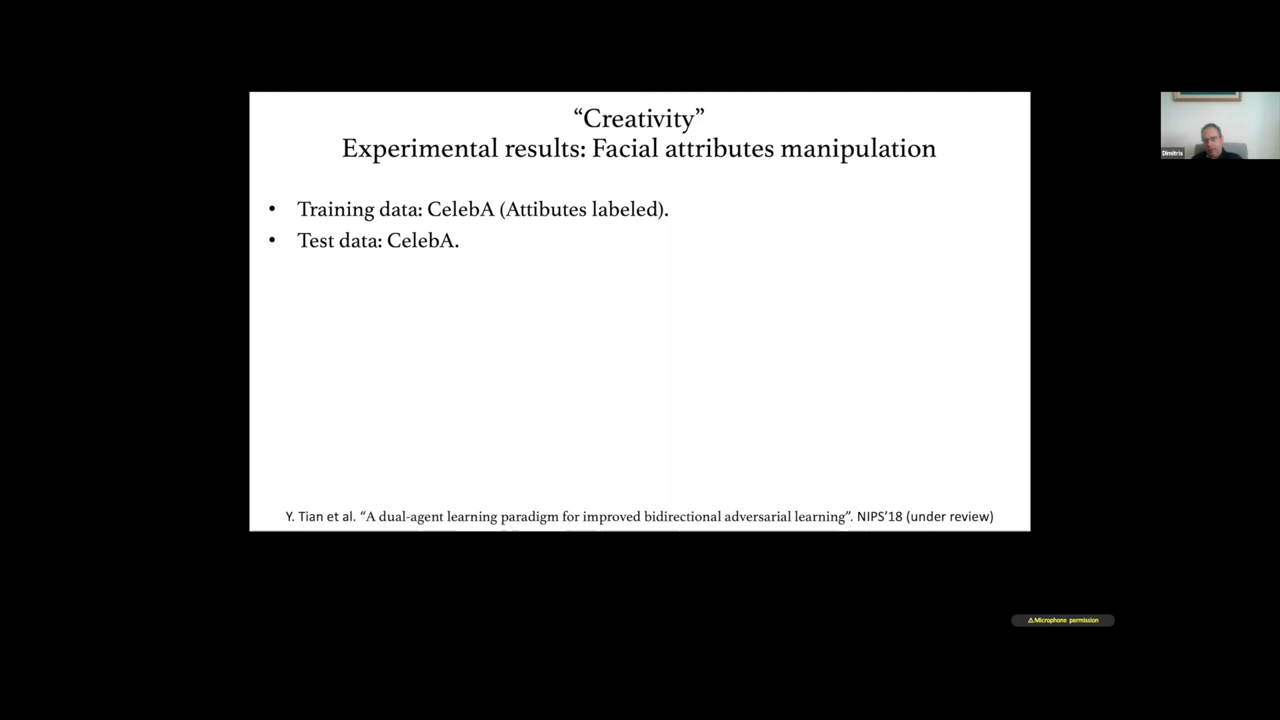 “Creativity”
Experimental results: Facial attributes manipulation
• Training data: CelebA (Attibutes labeled).
• Test data: CelebA.
Y. Tian et al. “A dual-agent learning paradigm for improved bidirectional adversarial learning”. NIPS’18 (under review)
Dimitris
⚠ Microphone permission